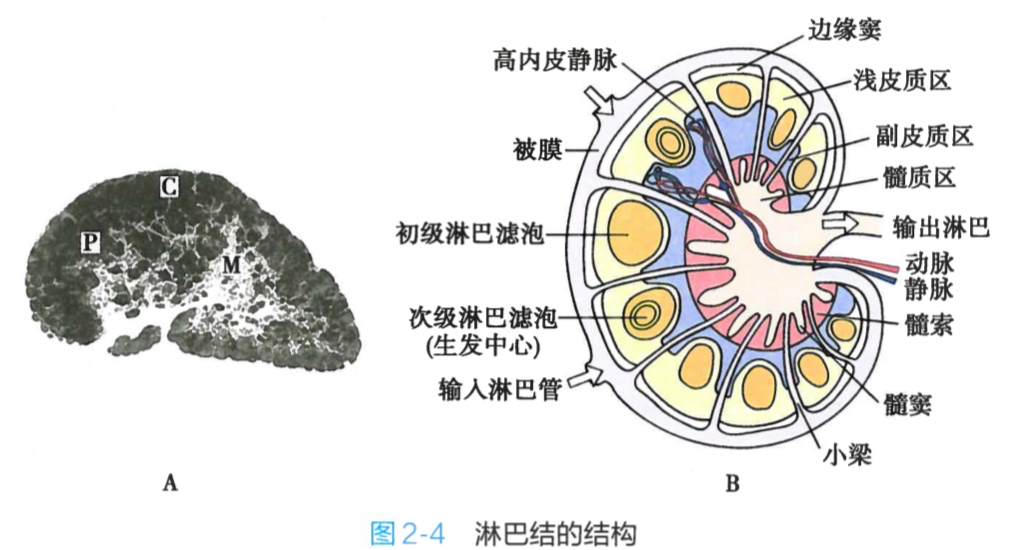 C
P
M
A
高内皮静脉
被膜
初级淋巴滤泡
次级淋巴滤泡
(生发中心)
输入淋巴管
边缘窦
浅皮质区
副皮质区
髓质区
输出淋巴
动脉
静脉
髓索
髓窦
小梁
B
图2-4 淋巴结的结构